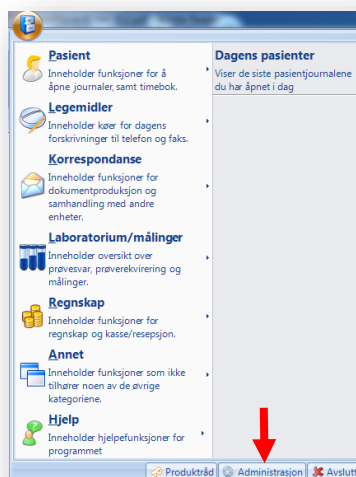 Pasient
Inneholder funksjoner for å
åpne journaler, samt timebok.
Legemidler
Inneholder køer for dagens
forskrivninger til telefon og faks.
Korrespondanse
Inneholder funksjoner for
dokumentproduksjon og
samhandling med andre
enheter.
Laboratorium/målinger
Inneholder oversikt over
prøvesvar, prøverekvirering og
målinger.
Regnskap
Inneholder funksjoner for
regnskap og kasse/resepsjon.
Annet
Inneholder funksjoner som ikke
tilhører noen av de øvrige
kategoriene.
Hjelp
Inneholder hjelpefunksjoner for
programmet
Dagens pasienter
Viser de siste pasientjournalene
du har åpnet i dag
Produktråd Administrasjon Avslutt